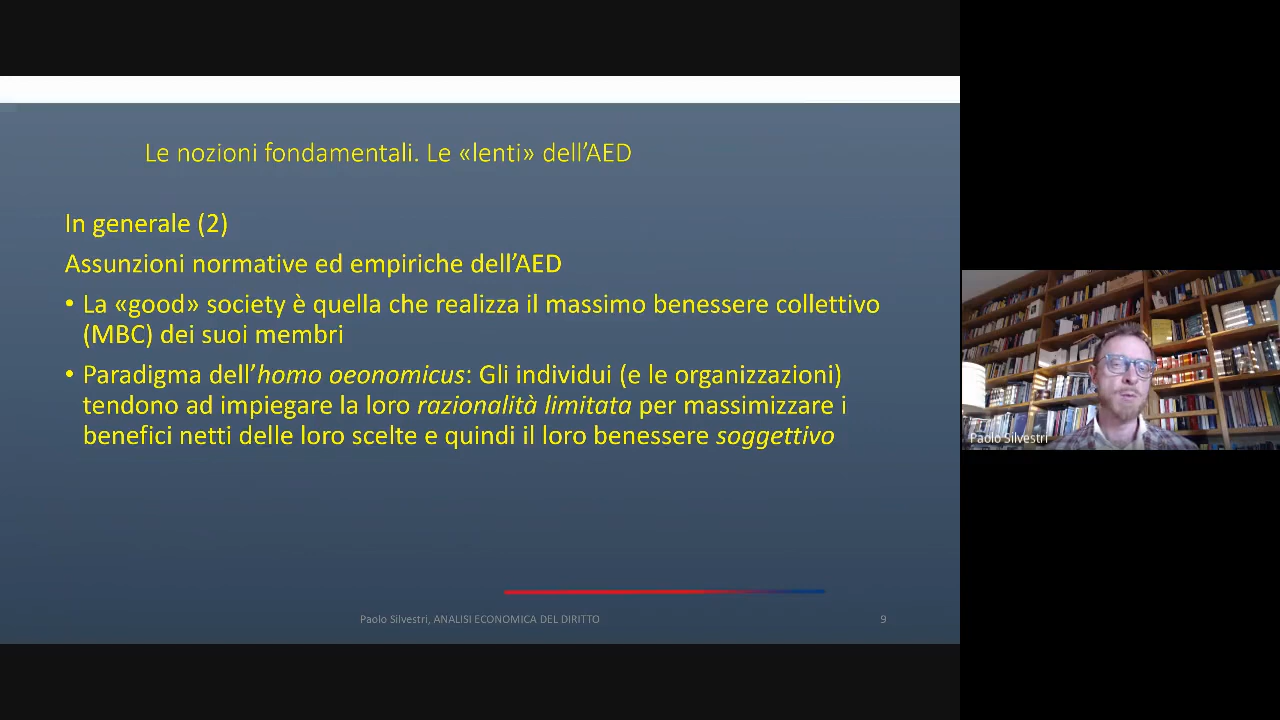 Le nozioni fondamentali. Le «lenti» dell’AED
In generale (2)
Assunzioni normative ed empiriche dell’AED
• La «good» society è quella che realizza il massimo benessere collettivo
(MBC) dei suoi membri
• Paradigma dell’homo oeonomicus: Gli individui (e le organizzazioni)
tendono ad impiegare la loro razionalità limitata per massimizzare i
benefici netti delle loro scelte e quindi il loro benessere soggettivo
Paolo Silvestri, ANALISI ECONOMICA DEL DIRITTO
9
Paolo Silvestri